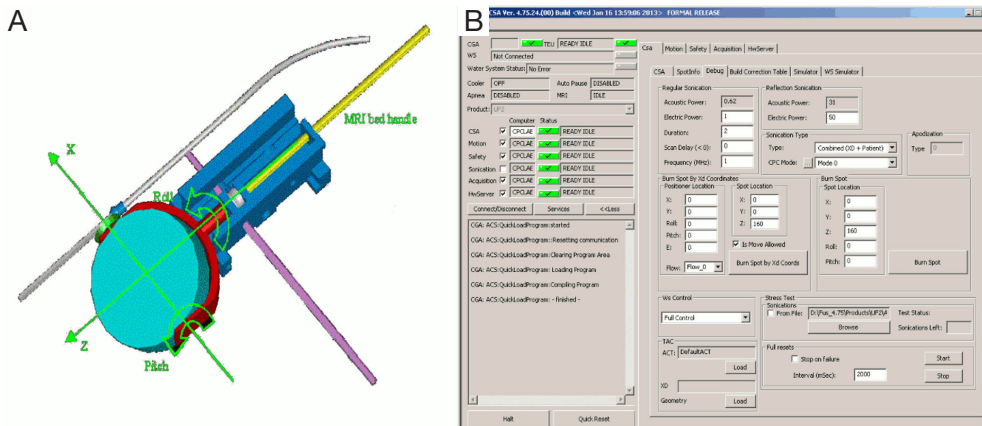 A
X
Roll
MRI bed handle
Z
Pitch
B
CSA Ver. 4.75.24.(00) Build <Wed Jan 16 13:59:06 2013> FORMAL RELEASE
CGA TEU READY IDLE
WS Not Connected
Water System Status: No Error
Cooler OFF Auto Pause DISABLED
Apnea DISABLED MRI IDLE
Product: UF2
Computer Status
CSA CPCLAE READY IDLE
Motion CPCLAE READY IDLE
Safety CPCLAE READY IDLE
Sonication CPCLAE READY IDLE
Acquisition CPCLAE READY IDLE
HwServer CPCLAE READY IDLE
Connect/Disconnect Services <<Less
CGA: ACS:QuickLoadProgram:started
CGA: ACS:QuickLoadProgram::Resetting communication
CGA: ACS:QuickLoadProgram:Clearing Program Area
CGA: ACS:QuickLoadProgram: Loading Program
CGA: ACS:QuickLoadProgram:Compiling Program
CGA: ACS:QuickLoadProgram: - finished -
Halt Quick Reset
Csa Motion Safety Acquisition HwServer
CSA SpotInfo Debug Build Correction Table Simulator WS Simulator
Regular Sonication
Acoustic Power: 0.62
Electric Power: 1
Duration: 2
Scan Delay (< 0): 0
Frequency (MHz): 1
Reflection Sonication
Acoustic Power: 31
Electric Power: 50
Sonication Type
Type: Combined (XD + Patient)
CPC Mode: ... Mode 0
Apodization
Type 0
Burn Spot By Xd Coordinates
Positioner Location
X: 0
Y: 0
Roll: 0
Pitch: 0
E: 0
Flow: Flow_0
Spot Location
X: 0
Y: 0
Z: 160
Is Move Allowed
Burn Spot by Xd Coords
Burn Spot
Spot Location
X: 0
Y: 0
Z: 160
Roll: 0
Pitch: 0
Burn Spot
Ws Control
Full Control
TAC
ACT: DefaultACT
Load
XD
Geometry Load
Stress Test
Sonications
From File: D:\Fus_4.75\Products\UF2\A
Browse
Test Status:
Sonications Left:
Full resets
Stop on failure
Interval (mSec): 2000
Start
Stop